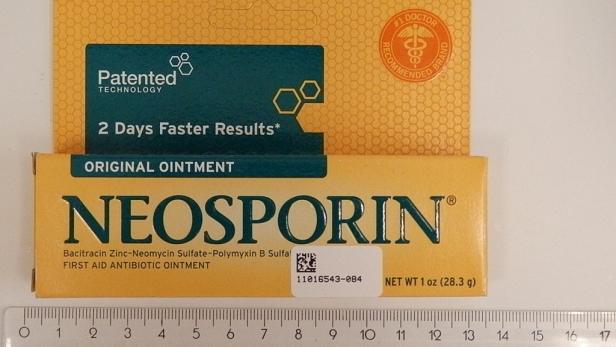 #1 DOCTOR
RECOMMENDED BRAND
Patented
TECHNOLOGY
2 Days Faster Results*
ORIGINAL OINTMENT
NEOSPORIN®
Bacitracin Zinc-Neomycin Sulfate-Polymyxin B Sulfa
FIRST AID ANTIBIOTIC OINTMENT
11016543-084
NET WT 1 oz (28.3 g)
0 1 2 3 4 5 6 7 8 9 10 11 12 13 14 15 16 17